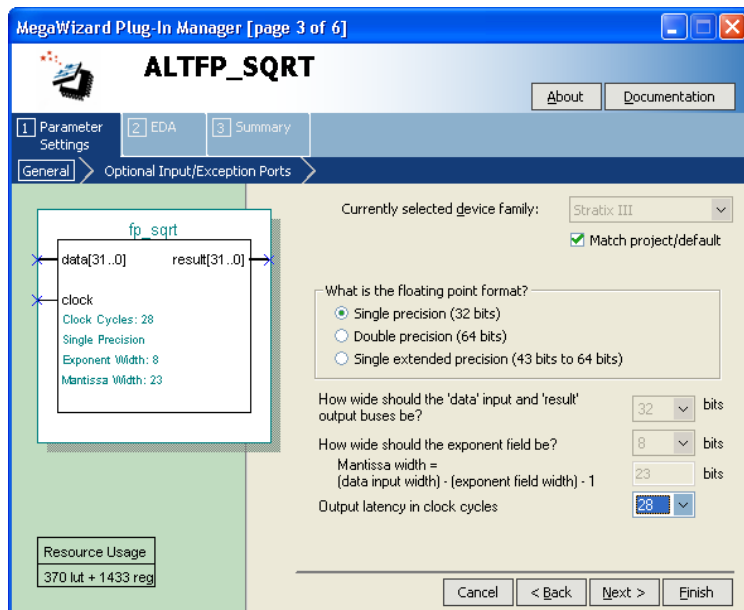 MegaWizard Plug-In Manager [page 3 of 6]
ALTFP_SQRT
About
Documentation
1 Parameter Settings
2 EDA
3 Summary
General
Optional Input/Exception Ports
fp_sqrt
data[31..0]
result[31..0]
clock
Clock Cycles: 28
Single Precision
Exponent Width: 8
Mantissa Width: 23
Resource Usage
370 lut + 1433 reg
Currently selected device family:
Stratix III
Match project/default
What is the floating point format?
Single precision (32 bits)
Double precision (64 bits)
Single extended precision (43 bits to 64 bits)
How wide should the 'data' input and 'result'
output buses be?
32
bits
How wide should the exponent field be?
8
bits
Mantissa width =
(data input width) - (exponent field width) - 1
23
bits
Output latency in clock cycles
28
Cancel
< Back
Next >
Finish